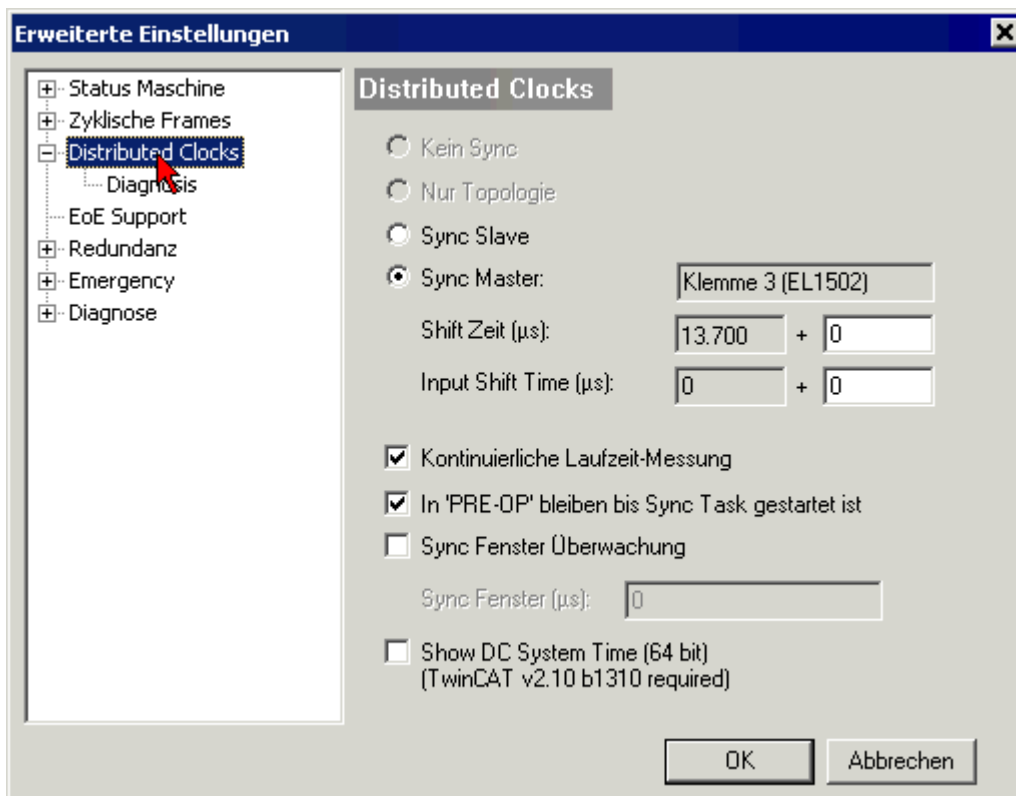 Erweiterte Einstellungen
Status Maschine
Zyklische Frames
Distributed Clocks
Diagnosis
EoE Support
Redundanz
Emergency
Diagnose
Distributed Clocks
Kein Sync
Nur Topologie
Sync Slave
Sync Master: Klemme 3 (EL1502)
Shift Zeit (µs): 13.700 + 0
Input Shift Time (µs): 0 + 0
Kontinuierliche Laufzeit-Messung
In 'PRE-OP' bleiben bis Sync Task gestartet ist
Sync Fenster Überwachung
Sync Fenster (µs): 0
Show DC System Time (64 bit)
(TwinCAT v2.10 b1310 required)
OK Abbrechen